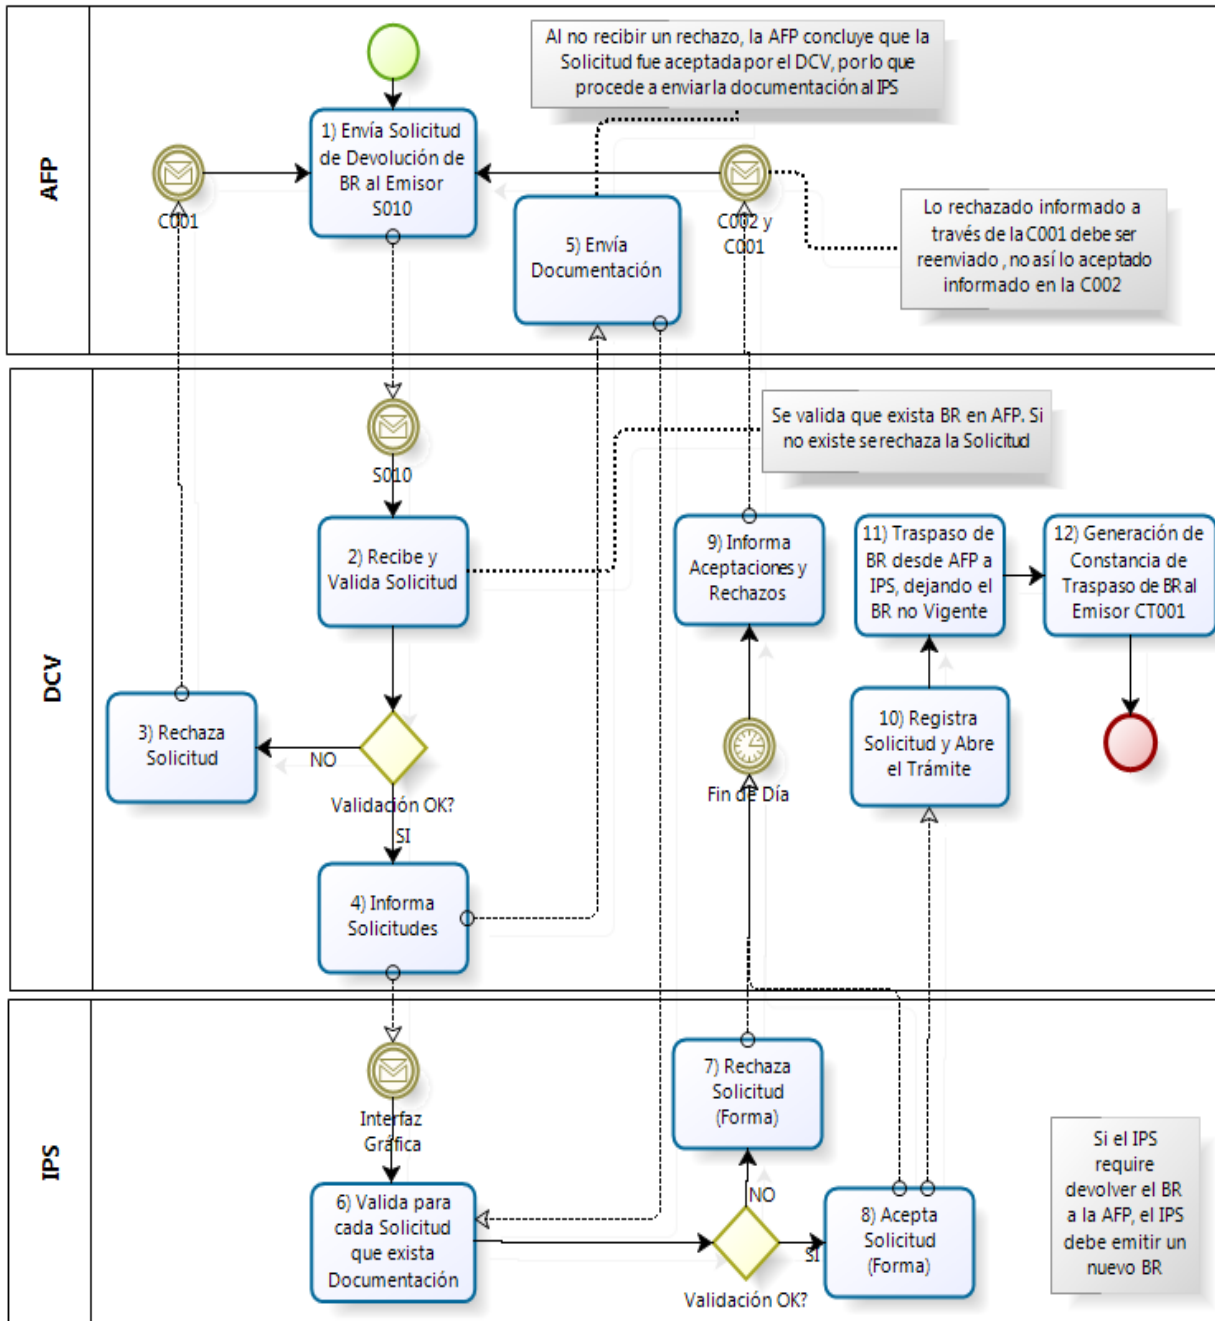 AFP
Al no recibir un rechazo, la AFP concluye que la
Solicitud fue aceptada por el DCV, por lo que
procede a enviar la documentación al IPS
1) Envía Solicitud
de Devolución de
BR al Emisor
S010
C001
5) Envía
Documentación
C002 y
C001
Lo rechazado informado a
través de la C001 debe ser
reenviado , no así lo aceptado
informado en la C002
DCV
S010
Se valida que exista BR en AFP. Si
no existe se rechaza la Solicitud
2) Recibe y
Valida Solicitud
9) Informa
Aceptaciones y
Rechazos
11) Traspaso de
BR desde AFP a
IPS, dejando el
BR no Vigente
12) Generación de
Constancia de
Traspaso de BR al
Emisor CT001
3) Rechaza
Solicitud
NO
Validación OK?
SI
Fin de Día
10) Registra
Solicitud y Abre
el Trámite
4) Informa
Solicitudes
IPS
Interfaz
Gráfica
7) Rechaza
Solicitud
(Forma)
6) Valida para
cada Solicitud
que exista
Documentación
NO
Validación OK?
SI
8) Acepta
Solicitud
(Forma)
Si el IPS
require
devolver el BR
a la AFP, el IPS
debe emitir un
nuevo BR